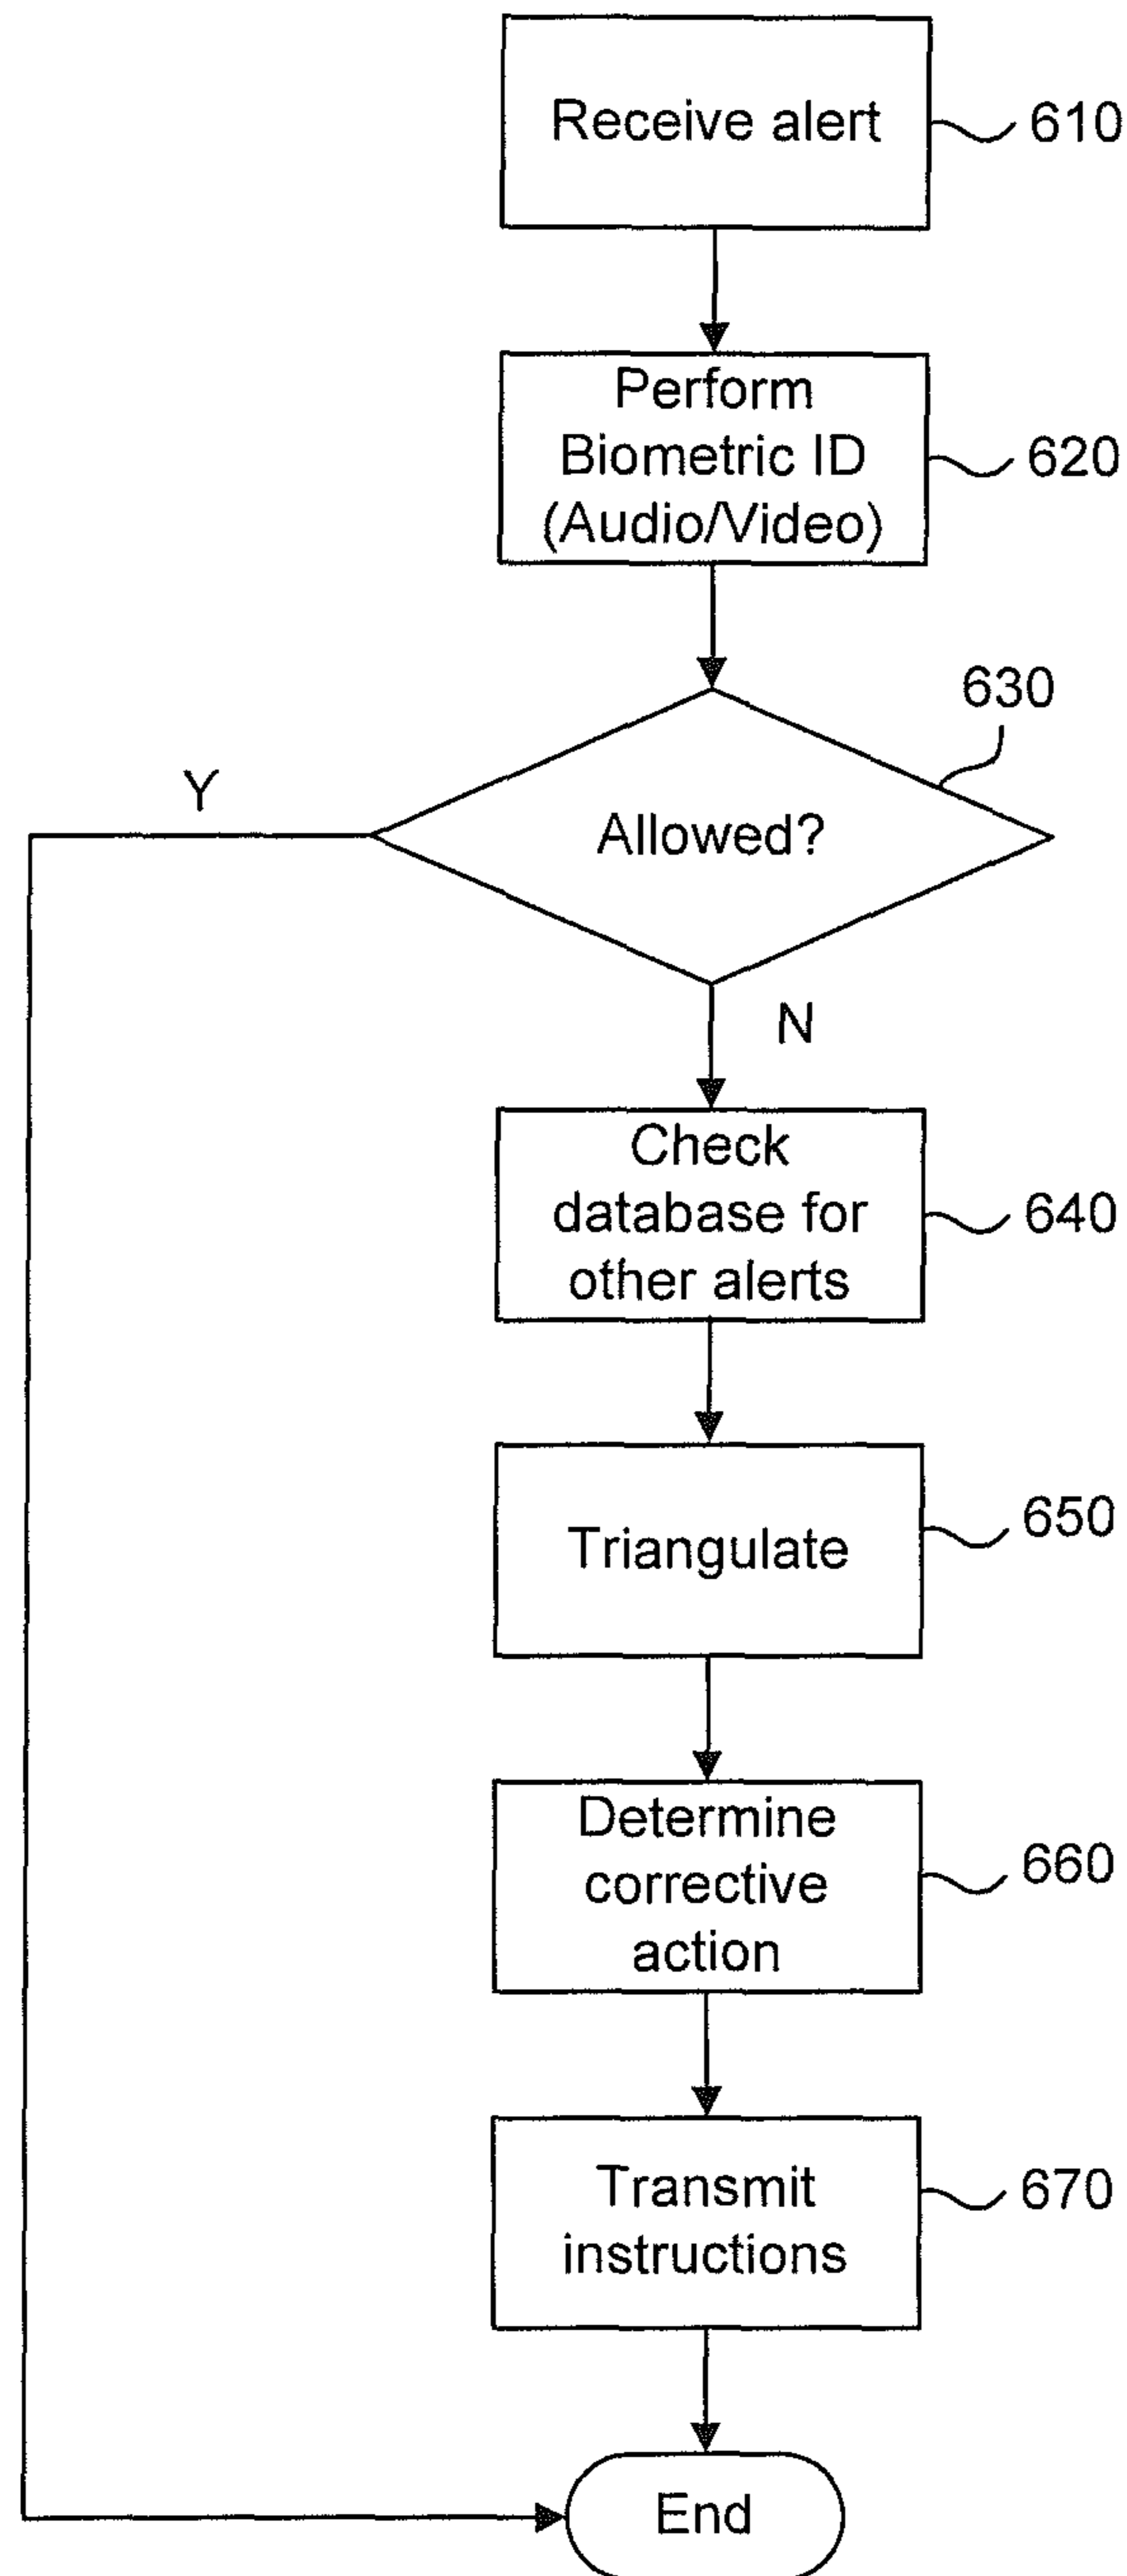 Receive alert
610
Perform
Biometric ID
(Audio/Video)
620
630
Y
Allowed?
N
Check
database for
other alerts
640
Triangulate
650
Determine
corrective
action
660
Transmit
instructions
670
End